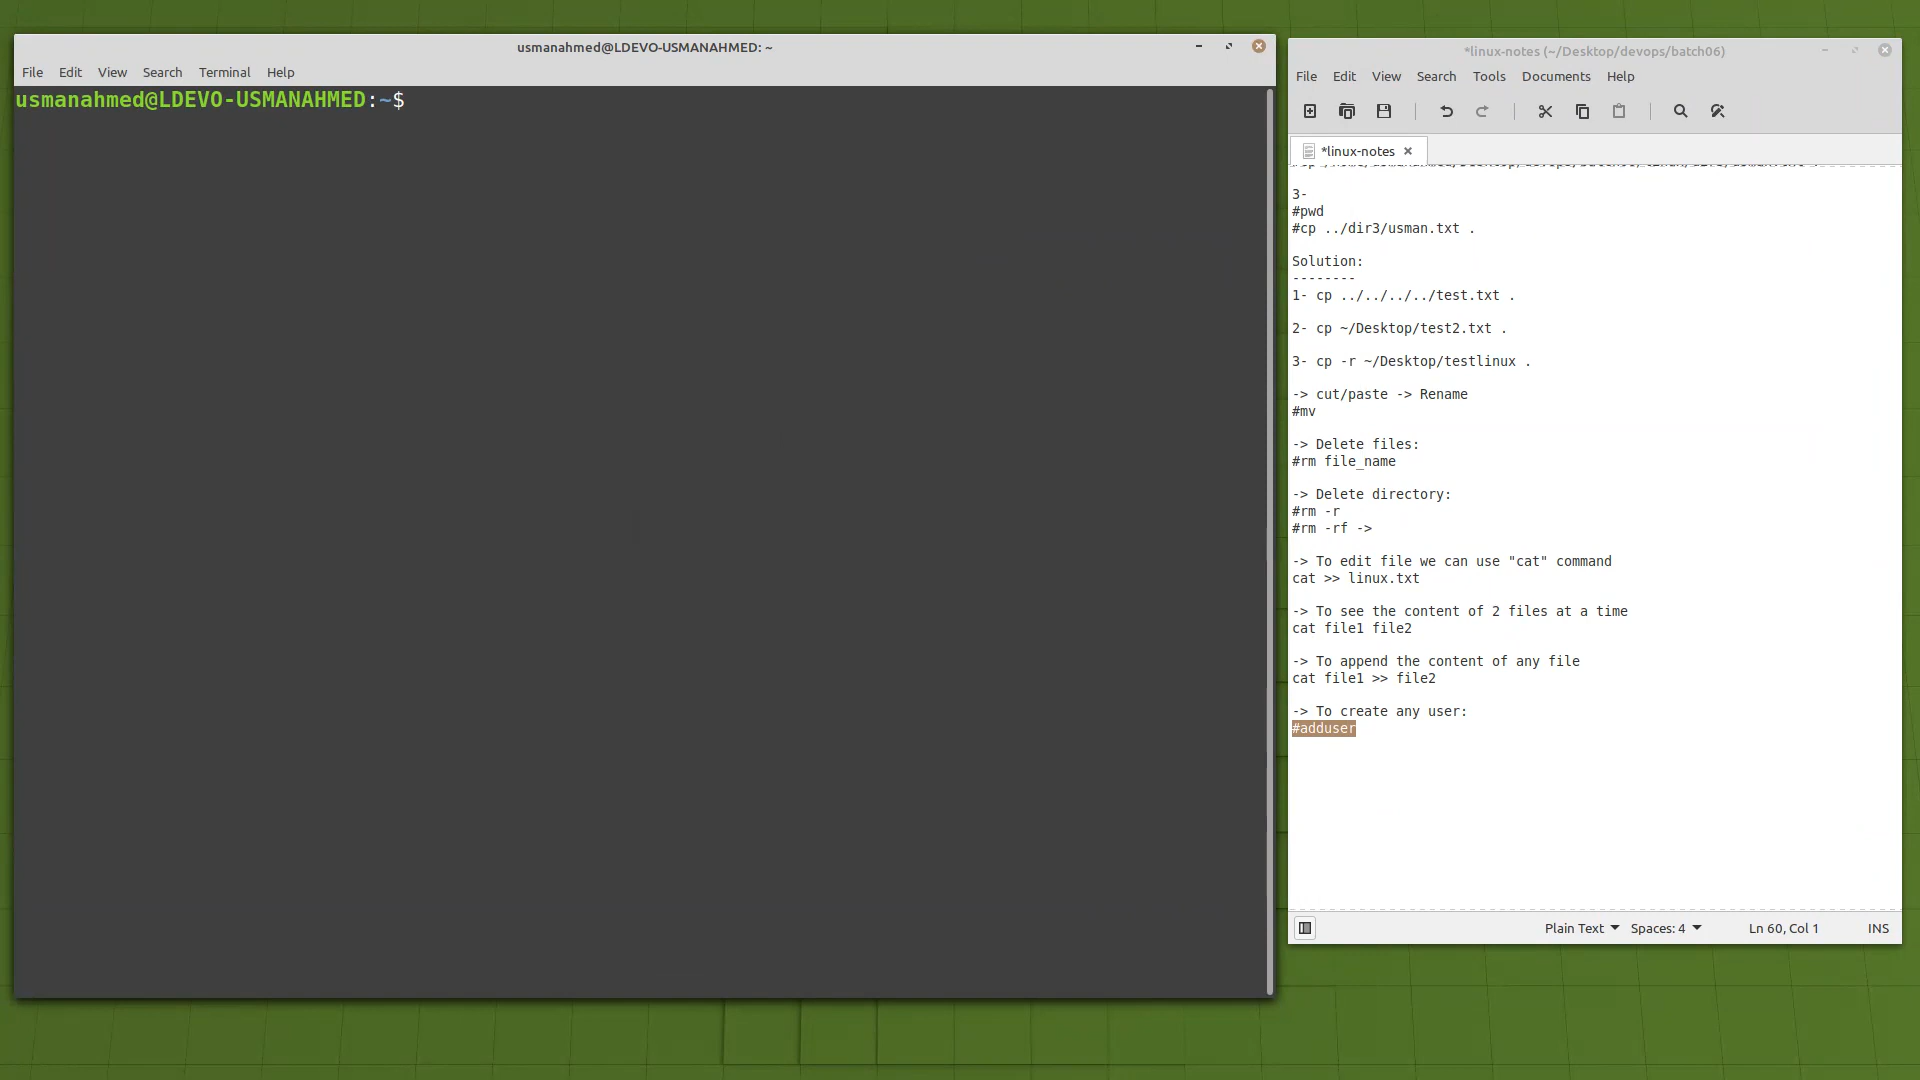 usmanahmed@LDEVO-USMANAHMED: ~
File Edit View Search Terminal Help
usmanahmed@LDEVO-USMANAHMED:~$
*linux-notes (~/Desktop/devops/batch06)
File Edit View Search Tools Documents Help
*linux-notes
3-
#pwd
#cp ../dir3/usman.txt .
Solution:
--------
1- cp ../../../../test.txt .
2- cp ~/Desktop/test2.txt .
3- cp -r ~/Desktop/testlinux .
-> cut/paste -> Rename
#mv
-> Delete files:
#rm file_name
-> Delete directory:
#rm -r
#rm -rf ->
-> To edit file we can use "cat" command
cat >> linux.txt
-> To see the content of 2 files at a time
cat file1 file2
-> To append the content of any file
cat file1 >> file2
-> To create any user:
#adduser
Plain Text Spaces: 4 Ln 60, Col 1 INS